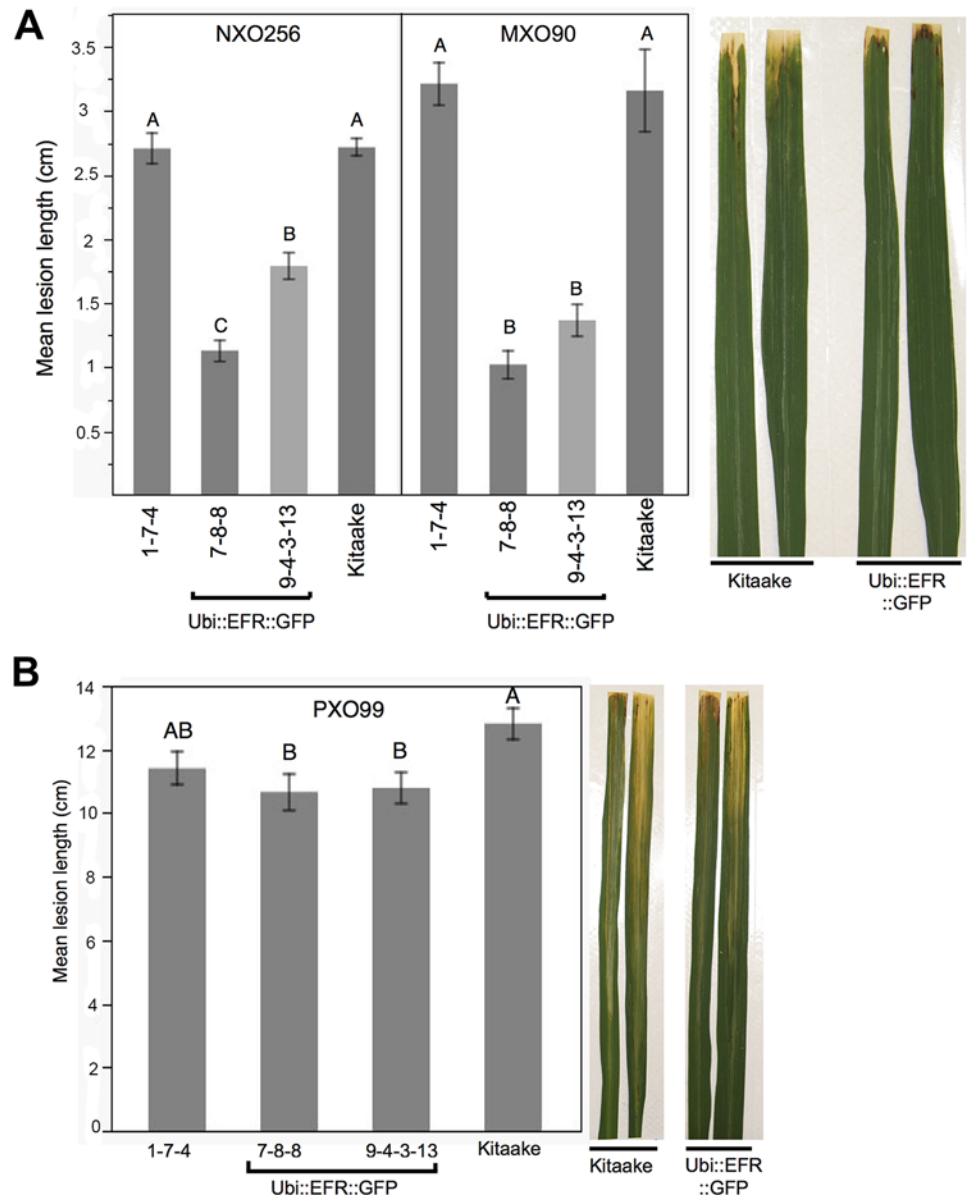 A
NXO256
MXO90
Mean lesion length (cm)
3.5
3
2.5
2
1.5
1
0.5
A
C
B
A
A
B
B
A
1-7-4
7-8-8
9-4-3-13
Kitaake
1-7-4
7-8-8
9-4-3-13
Kitaake
Ubi::EFR::GFP
Ubi::EFR::GFP
Kitaake
Ubi::EFR
::GFP
B
PXO99
Mean lesion length (cm)
14
12
10
8
6
4
2
0
AB
B
B
A
1-7-4
7-8-8
9-4-3-13
Kitaake
Ubi::EFR::GFP
Kitaake
Ubi::EFR
::GFP